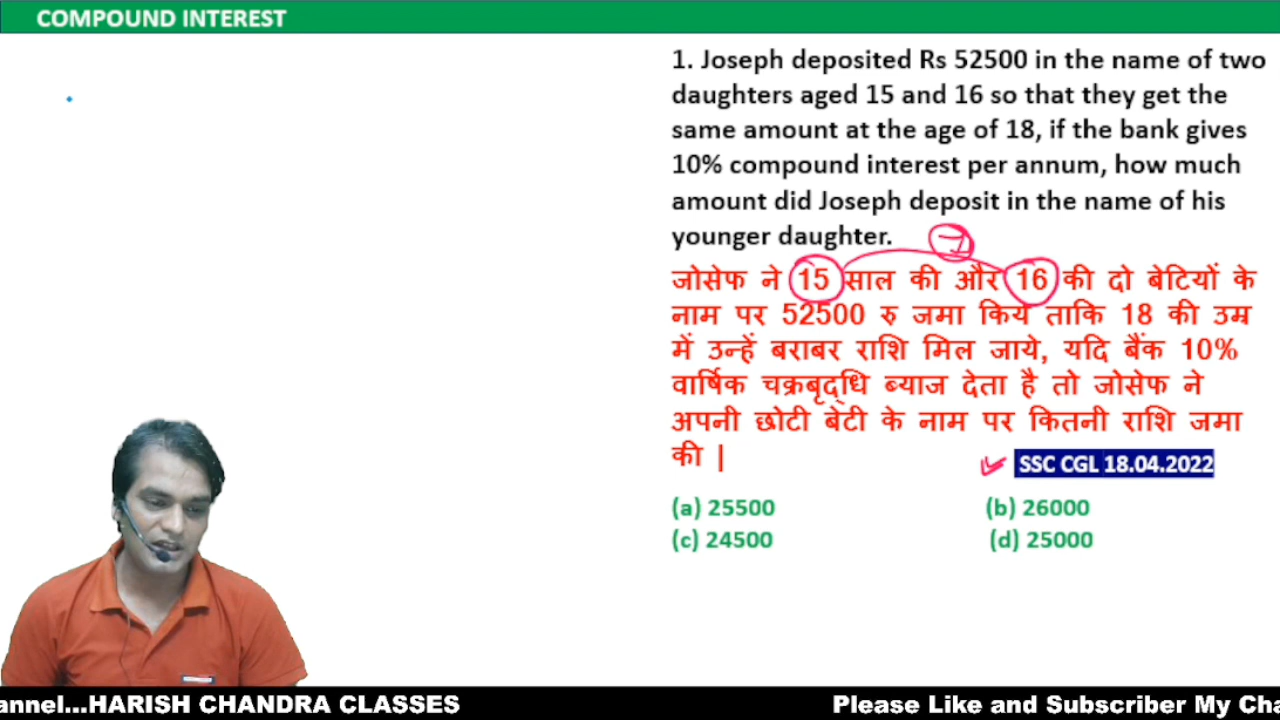 COMPOUND INTEREST
1. Joseph deposited Rs 52500 in the name of two
daughters aged 15 and 16 so that they get the
same amount at the age of 18, if the bank gives
10% compound interest per annum, how much
amount did Joseph deposit in the name of his
younger daughter.
जोसेफ ने 15 साल की और 16 की दो बेटियों के
नाम पर 52500 रु जमा किये ताकि 18 की उम्र
में उन्हें बराबर राशि मिल जाये, यदि बैंक 10%
वार्षिक चक्रबृद्धि ब्याज देता है तो जोसेफ ने
अपनी छोटी बेटी के नाम पर कितनी राशि जमा
की |
SSC CGL 18.04.2022
(a) 25500 (b) 26000
(c) 24500 (d) 25000
annel...HARISH CHANDRA CLASSES Please Like and Subscriber My Cha